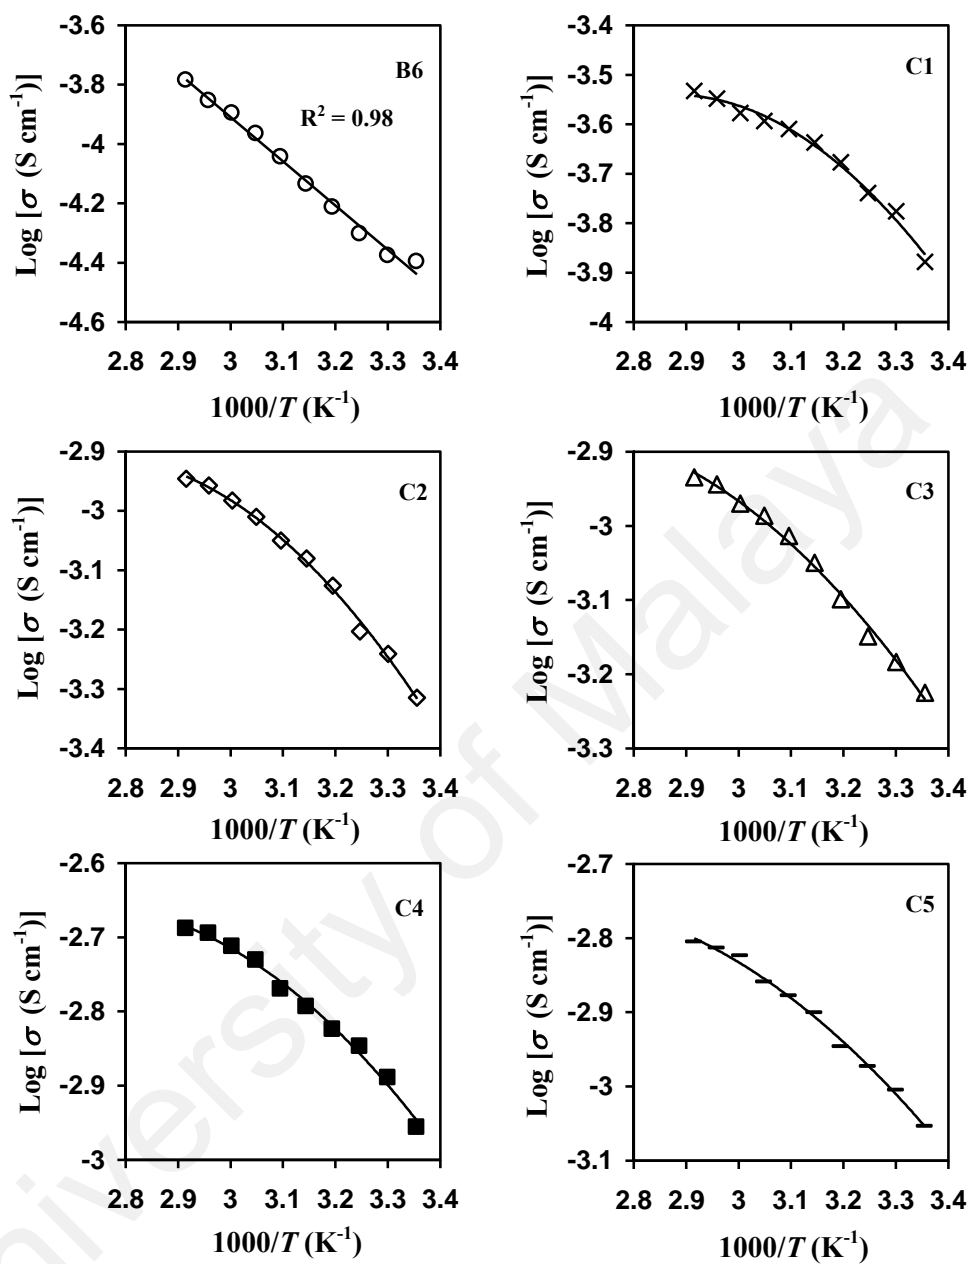 B6
R² = 0.98
Log [σ (S cm⁻¹)]
-3.6
-3.8
-4
-4.2
-4.4
-4.6
2.8 2.9 3 3.1 3.2 3.3 3.4
1000/T (K⁻¹)
C1
Log [σ (S cm⁻¹)]
-3.4
-3.5
-3.6
-3.7
-3.8
-3.9
-4
2.8 2.9 3 3.1 3.2 3.3 3.4
1000/T (K⁻¹)
C2
Log [σ (S cm⁻¹)]
-2.9
-3
-3.1
-3.2
-3.3
-3.4
2.8 2.9 3 3.1 3.2 3.3 3.4
1000/T (K⁻¹)
C3
Log [σ (S cm⁻¹)]
-2.9
-3
-3.1
-3.2
-3.3
2.8 2.9 3 3.1 3.2 3.3 3.4
1000/T (K⁻¹)
C4
Log [σ (S cm⁻¹)]
-2.6
-2.7
-2.8
-2.9
-3
2.8 2.9 3 3.1 3.2 3.3 3.4
1000/T (K⁻¹)
C5
Log [σ (S cm⁻¹)]
-2.7
-2.8
-2.9
-3
-3.1
2.8 2.9 3 3.1 3.2 3.3 3.4
1000/T (K⁻¹)
niversity of Malaya